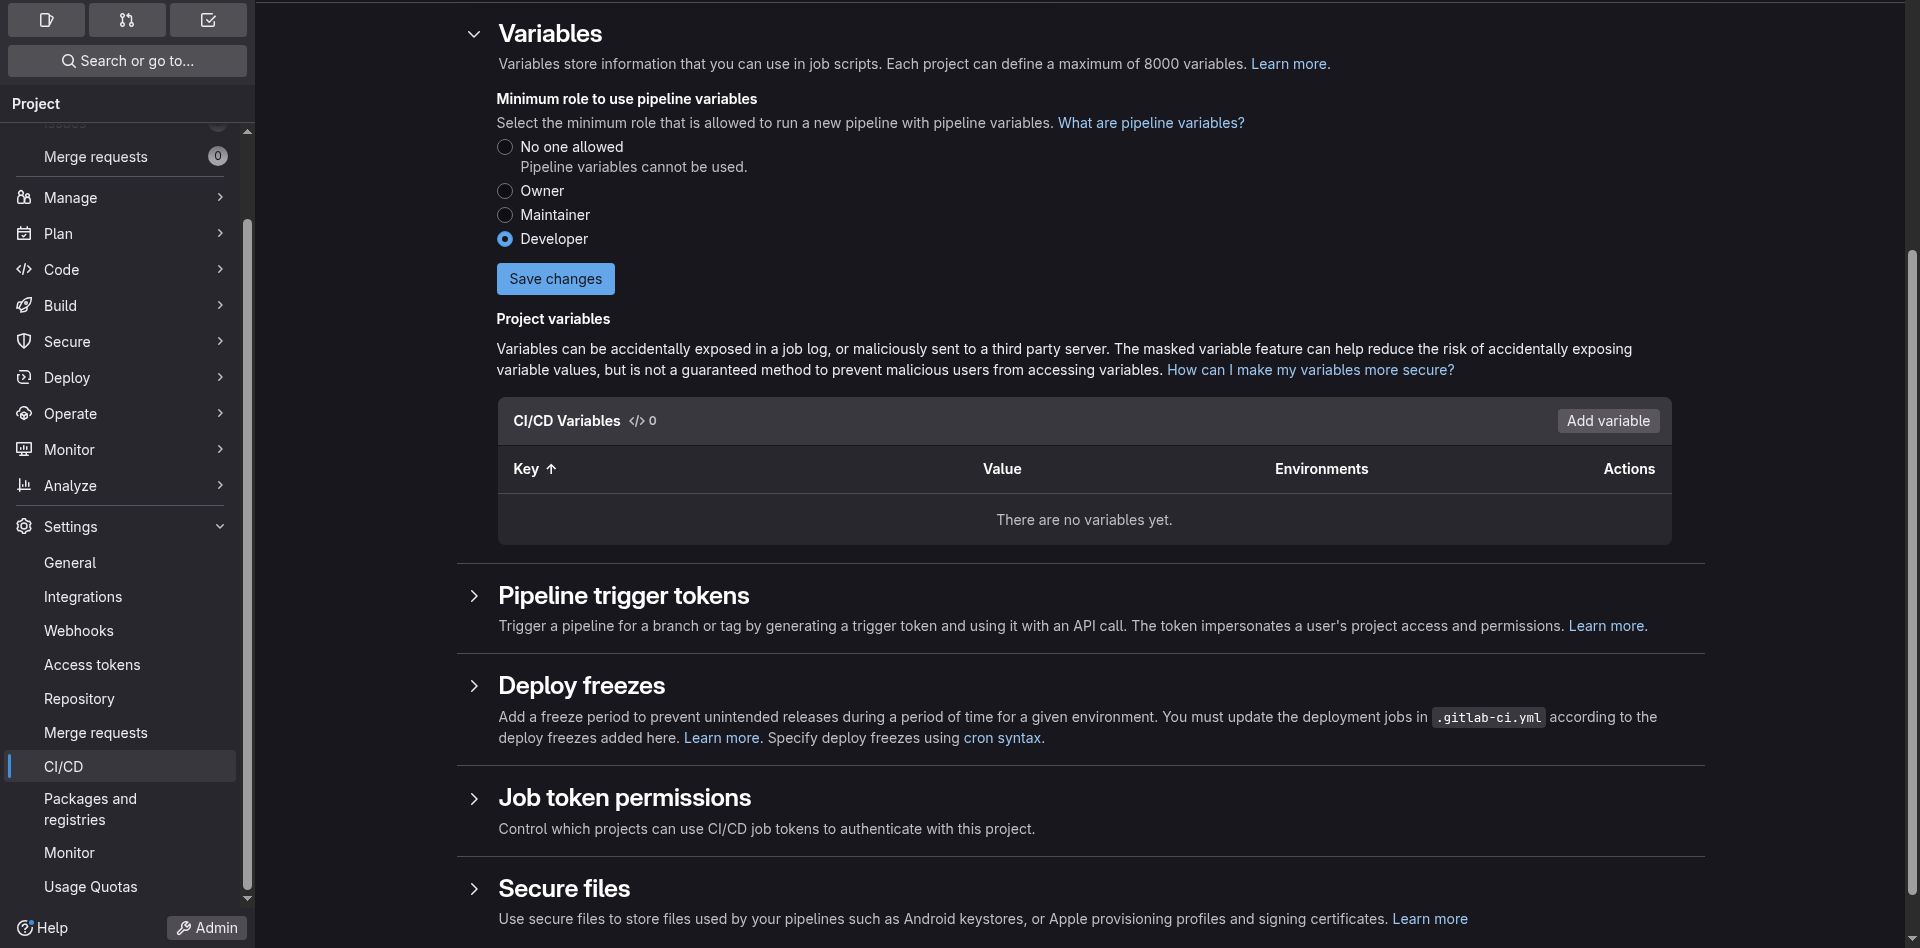 Search or go to...
Project
Issues
Merge requests 0
Manage
Plan
Code
Build
Secure
Deploy
Operate
Monitor
Analyze
Settings
General
Integrations
Webhooks
Access tokens
Repository
Merge requests
CI/CD
Packages and
registries
Monitor
Usage Quotas
Help
Admin
Variables
Variables store information that you can use in job scripts. Each project can define a maximum of 8000 variables. Learn more.
Minimum role to use pipeline variables
Select the minimum role that is allowed to run a new pipeline with pipeline variables. What are pipeline variables?
No one allowed
Pipeline variables cannot be used.
Owner
Maintainer
Developer
Save changes
Project variables
Variables can be accidentally exposed in a job log, or maliciously sent to a third party server. The masked variable feature can help reduce the risk of accidentally exposing
variable values, but is not a guaranteed method to prevent malicious users from accessing variables. How can I make my variables more secure?
CI/CD Variables </> 0
Add variable
Key ↑ Value Environments Actions
There are no variables yet.
Pipeline trigger tokens
Trigger a pipeline for a branch or tag by generating a trigger token and using it with an API call. The token impersonates a user's project access and permissions. Learn more.
Deploy freezes
Add a freeze period to prevent unintended releases during a period of time for a given environment. You must update the deployment jobs in .gitlab-ci.yml according to the
deploy freezes added here. Learn more. Specify deploy freezes using cron syntax.
Job token permissions
Control which projects can use CI/CD job tokens to authenticate with this project.
Secure files
Use secure files to store files used by your pipelines such as Android keystores, or Apple provisioning profiles and signing certificates. Learn more